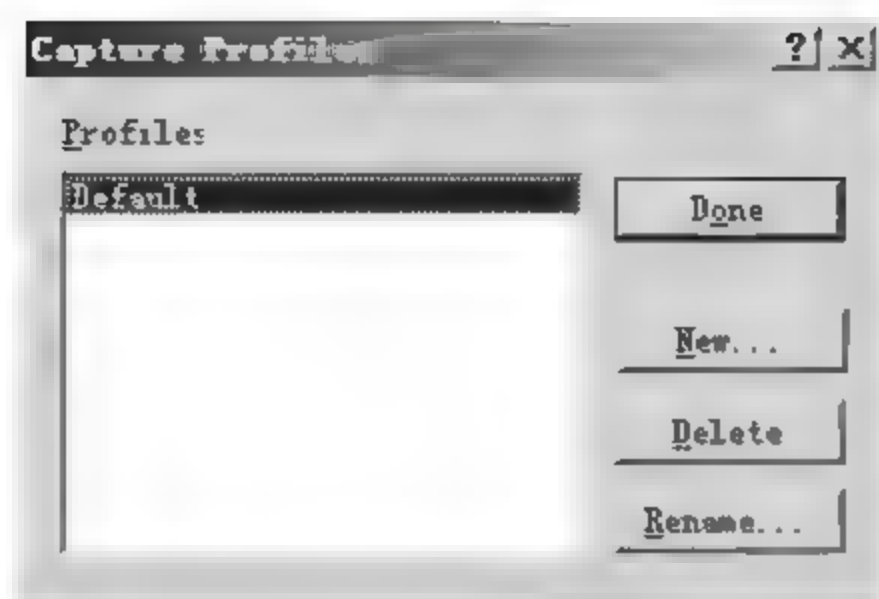 Capture Profiles
Profiles
Default
Done
New...
Delete
Rename...